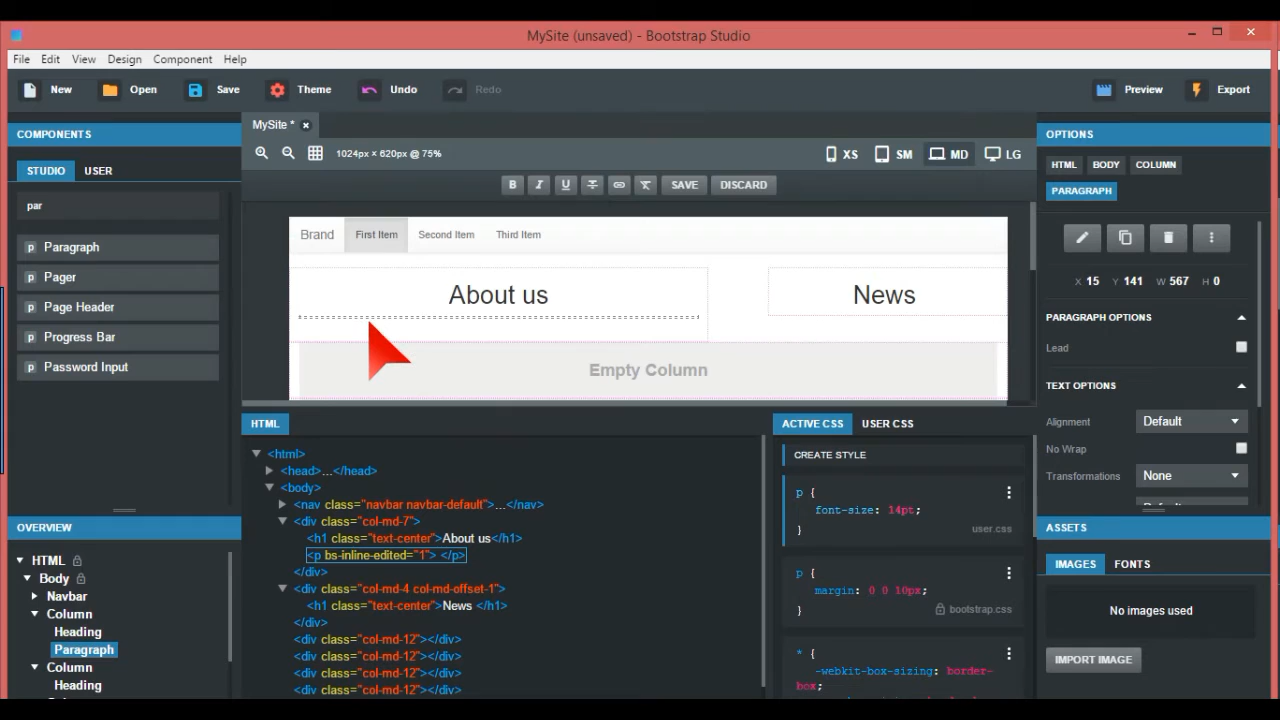 MySite (unsaved) - Bootstrap Studio
File Edit View Design Component Help
New Open Save Theme Undo Redo Preview Export
COMPONENTS
STUDIO USER
par
p Paragraph
p Pager
p Page Header
p Progress Bar
p Password Input
OVERVIEW
HTML
Body
Navbar
Column
Heading
Paragraph
Column
Heading
MySite *
1024px × 620px @ 75%
XS SM MD LG
B I U SAVE DISCARD
Brand First Item Second Item Third Item
About us News
Empty Column
HTML
<html>
<head>...</head>
<body>
<nav class="navbar navbar-default">...</nav>
<div class="col-md-7">
<h1 class="text-center">About us</h1>
<p bs-inline-edited="1"> </p>
</div>
<div class="col-md-4 col-md-offset-1">
<h1 class="text-center">News </h1>
</div>
<div class="col-md-12"></div>
<div class="col-md-12"></div>
<div class="col-md-12"></div>
<div class="col-md-12"></div>
ACTIVE CSS USER CSS
CREATE STYLE
p {
font-size: 14pt;
}
user.css
p {
margin: 0 0 10px;
}
bootstrap.css
* {
-webkit-box-sizing: border-
box;
OPTIONS
HTML BODY COLUMN
PARAGRAPH
X 15 Y 141 W 567 H 0
PARAGRAPH OPTIONS
Lead
TEXT OPTIONS
Alignment Default
No Wrap
Transformations None
ASSETS
IMAGES FONTS
No images used
IMPORT IMAGE